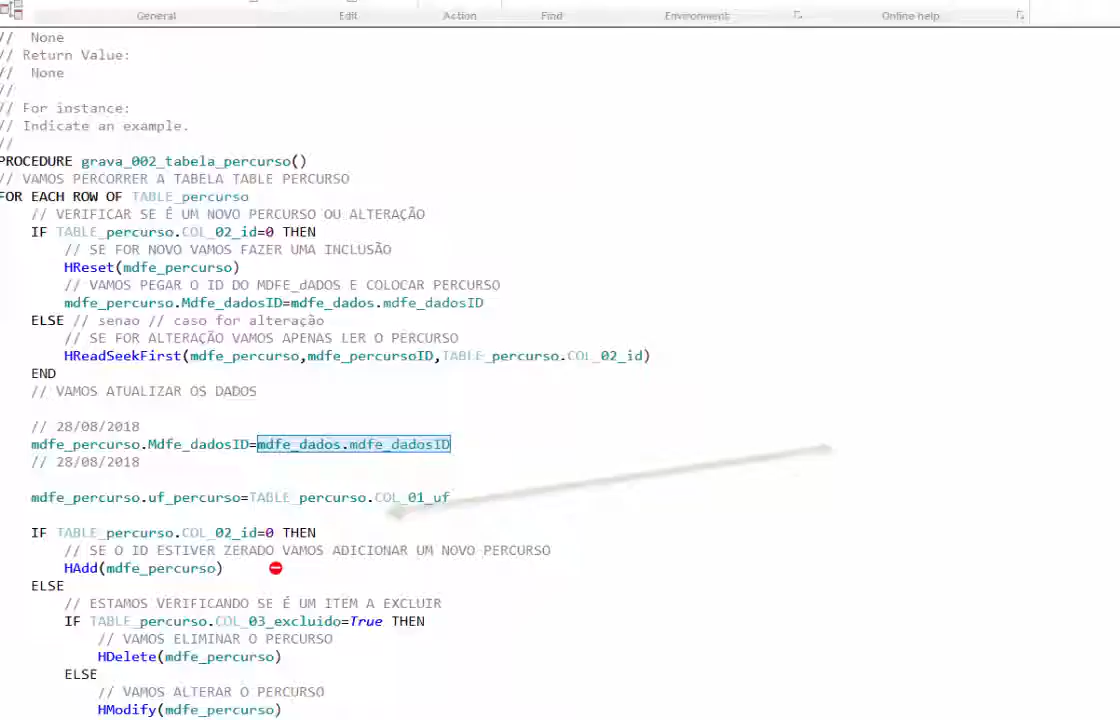 General Edit Action Find Environment Online help
// None
// Return Value:
// None
//
// For instance:
// Indicate an example.
//
PROCEDURE grava_002_tabela_percurso()
// VAMOS PERCORRER A TABELA TABLE PERCURSO
FOR EACH ROW OF TABLE_percurso
// VERIFICAR SE É UM NOVO PERCURSO OU ALTERAÇÃO
IF TABLE_percurso.COL_02_id=0 THEN
// SE FOR NOVO VAMOS FAZER UMA INCLUSÃO
HReset(mdfe_percurso)
// VAMOS PEGAR O ID DO MDFE_dADOS E COLOCAR PERCURSO
mdfe_percurso.Mdfe_dadosID=mdfe_dados.mdfe_dadosID
ELSE // senao // caso for alteração
// SE FOR ALTERAÇÃO VAMOS APENAS LER O PERCURSO
HReadSeekFirst(mdfe_percurso,mdfe_percursoID,TABLE_percurso.COL_02_id)
END
// VAMOS ATUALIZAR OS DADOS
// 28/08/2018
mdfe_percurso.Mdfe_dadosID=mdfe_dados.mdfe_dadosID
// 28/08/2018
mdfe_percurso.uf_percurso=TABLE_percurso.COL_01_uf
IF TABLE_percurso.COL_02_id=0 THEN
// SE O ID ESTIVER ZERADO VAMOS ADICIONAR UM NOVO PERCURSO
HAdd(mdfe_percurso)
ELSE
// ESTAMOS VERIFICANDO SE É UM ITEM A EXCLUIR
IF TABLE_percurso.COL_03_excluido=True THEN
// VAMOS ELIMINAR O PERCURSO
HDelete(mdfe_percurso)
ELSE
// VAMOS ALTERAR O PERCURSO
HModify(mdfe_percurso)